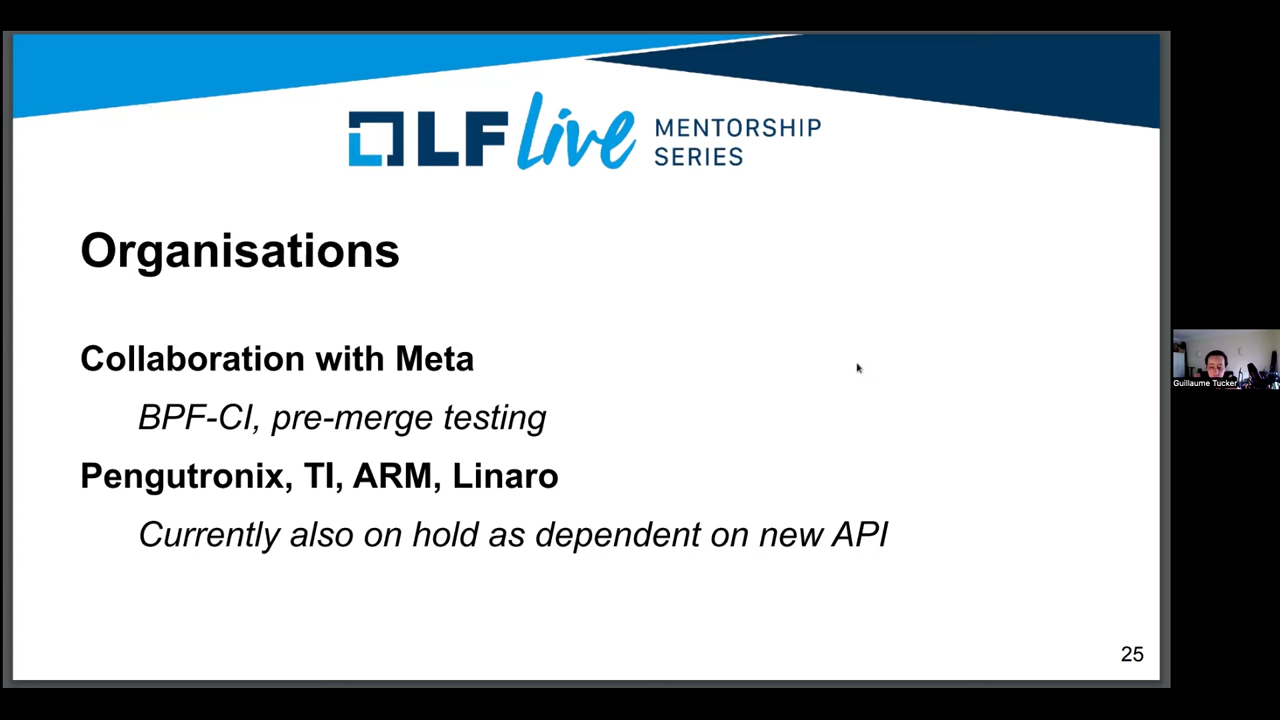 LF Live MENTORSHIP
SERIES
Organisations
Collaboration with Meta
BPF-CI, pre-merge testing
Pengutronix, TI, ARM, Linaro
Currently also on hold as dependent on new API
25
Guillaume Tucker